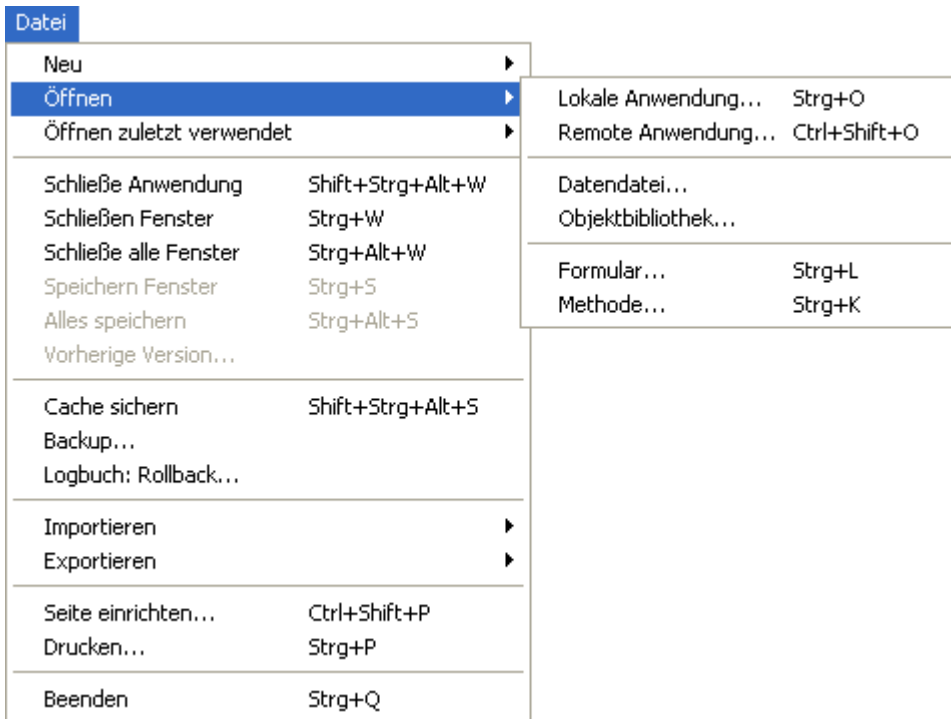 Datei
Neu
Öffnen
Öffnen zuletzt verwendet
Schließe Anwendung Shift+Strg+Alt+W
Schließen Fenster Strg+W
Schließe alle Fenster Strg+Alt+W
Speichern Fenster Strg+S
Alles speichern Strg+Alt+S
Vorherige Version...
Cache sichern Shift+Strg+Alt+S
Backup...
Logbuch: Rollback...
Importieren
Exportieren
Seite einrichten... Ctrl+Shift+P
Drucken... Strg+P
Beenden Strg+Q
Lokale Anwendung... Strg+O
Remote Anwendung... Ctrl+Shift+O
Datendatei...
Objektbibliothek...
Formular... Strg+L
Methode... Strg+K